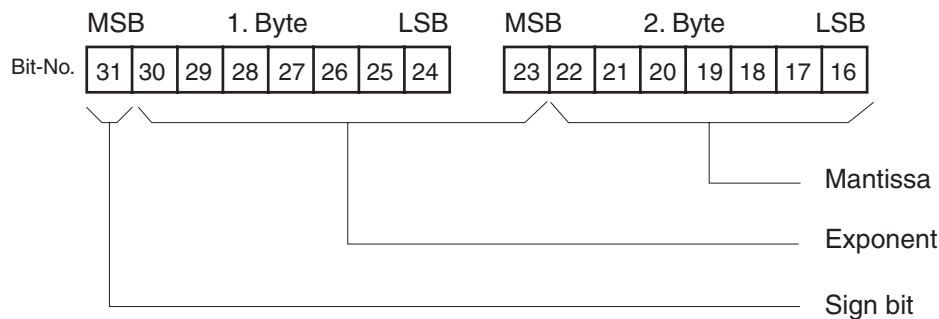 MSB 1. Byte LSB MSB 2. Byte LSB
Bit-No. 31 30 29 28 27 26 25 24 23 22 21 20 19 18 17 16
Mantissa
Exponent
Sign bit